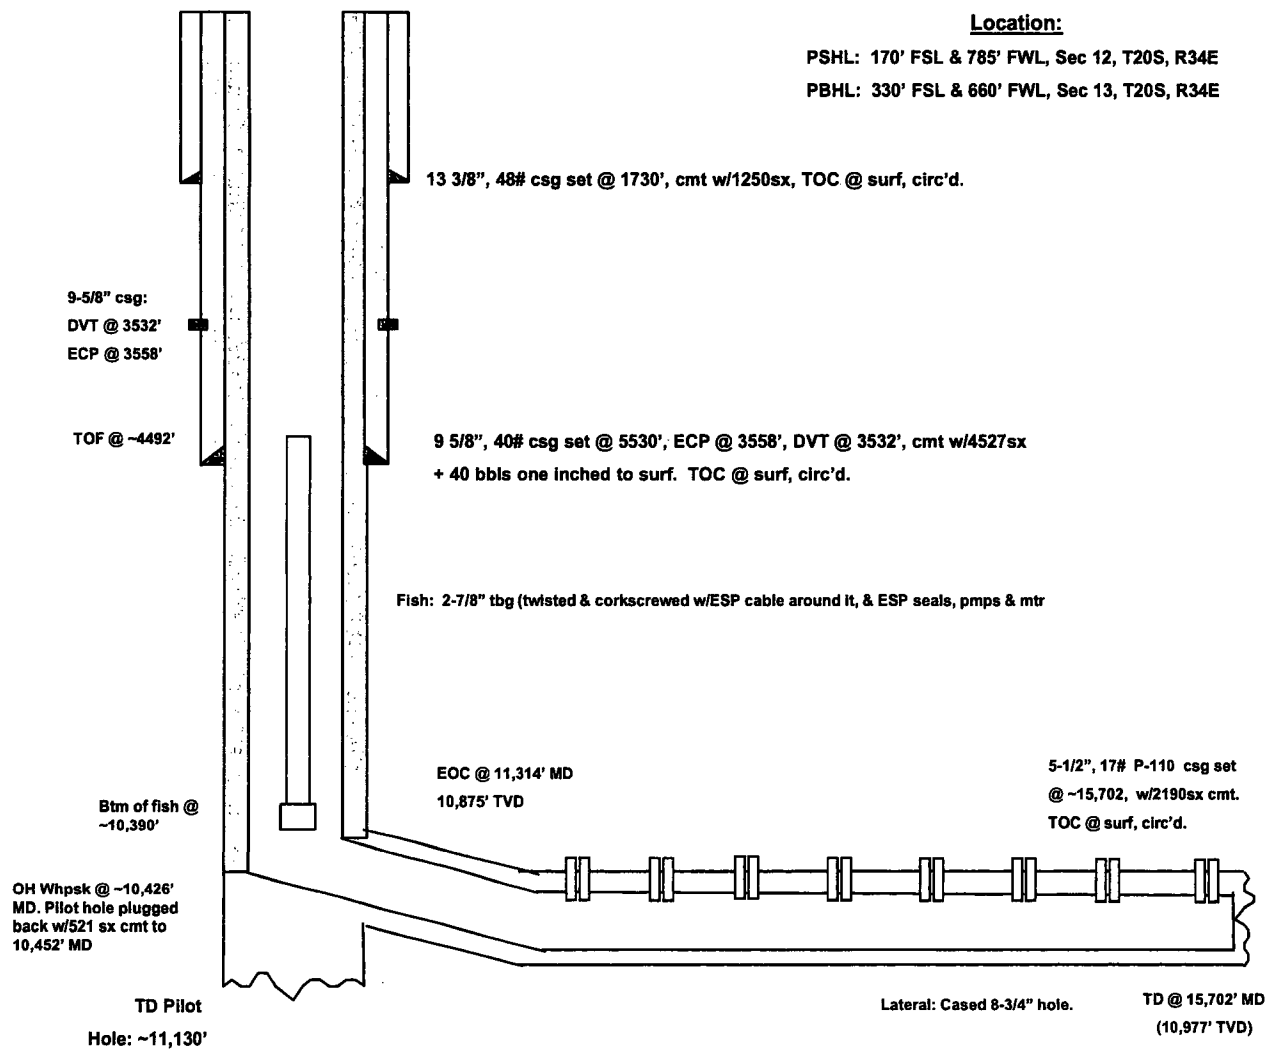 Location:
PSHL: 170' FSL & 785' FWL, Sec 12, T20S, R34E
PBHL: 330' FSL & 660' FWL, Sec 13, T20S, R34E
13 3/8", 48# csg set @ 1730', cmt w/1250sx, TOC @ surf, circ'd.
9-5/8" csg:
DVT @ 3532'
ECP @ 3558'
TOF @ ~4492'
9 5/8", 40# csg set @ 5530', ECP @ 3558', DVT @ 3532', cmt w/4527sx
+ 40 bbls one inched to surf. TOC @ surf, circ'd.
Fish: 2-7/8" tbg (twisted & corkscrewed w/ESP cable around it, & ESP seals, pmps & mtr
EOC @ 11,314' MD
10,875' TVD
5-1/2", 17# P-110 csg set
@ ~15,702, w/2190sx cmt.
TOC @ surf, circ'd.
Btm of fish @
~10,390'
OH Whpsk @ ~10,426'
MD. Pilot hole plugged
back w/521 sx cmt to
10,452' MD
TD Pilot
Hole: ~11,130'
Lateral: Cased 8-3/4" hole.
TD @ 15,702' MD
(10,977' TVD)